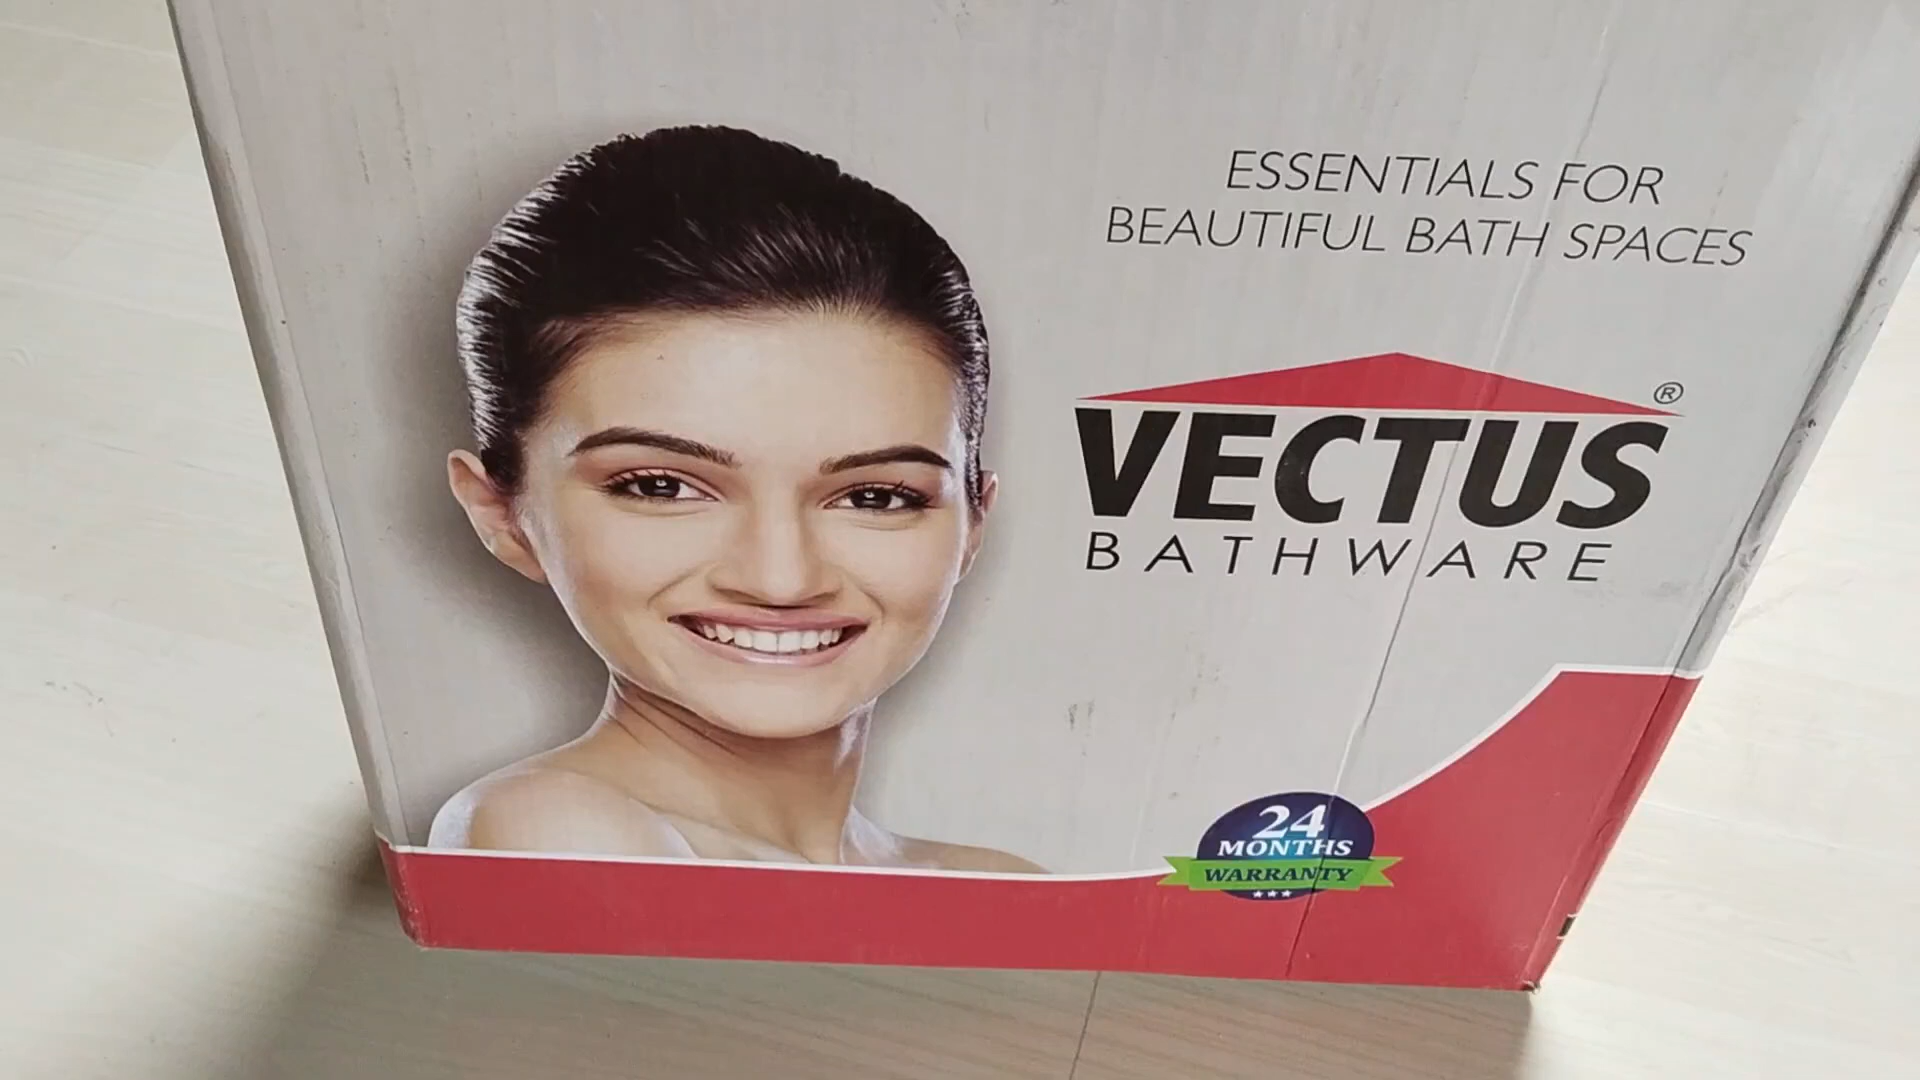 ESSENTIALS FOR
BEAUTIFUL BATH SPACES
VECTUS®
BATHWARE
24
MONTHS
WARRANTY